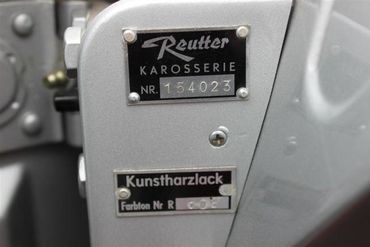 Reutter
KAROSSERIE
NR. 154023
Kunstharzlack
Farbton Nr R